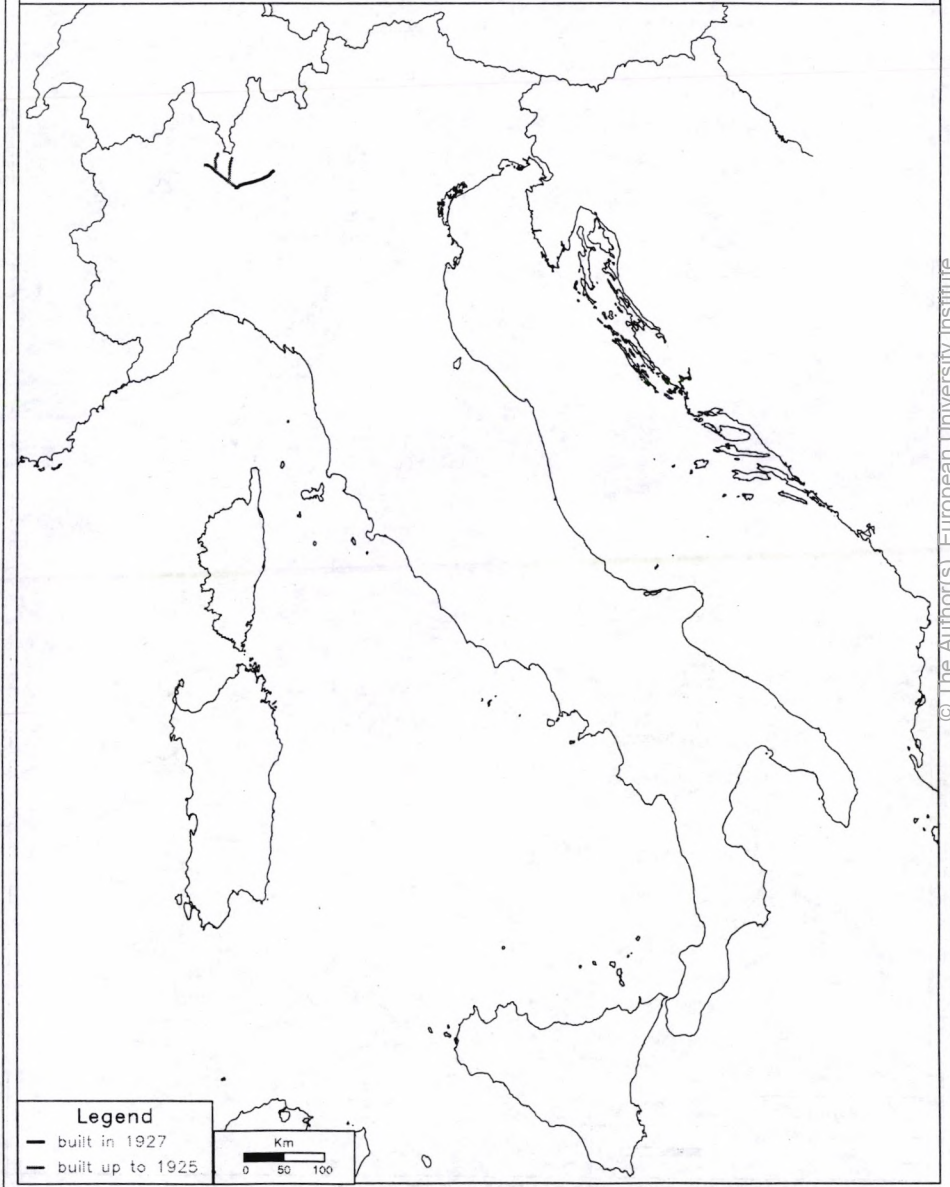 © The Author(s). European University Institute.
Legend
built in 1927
built up to 1925
Km
0 50 100